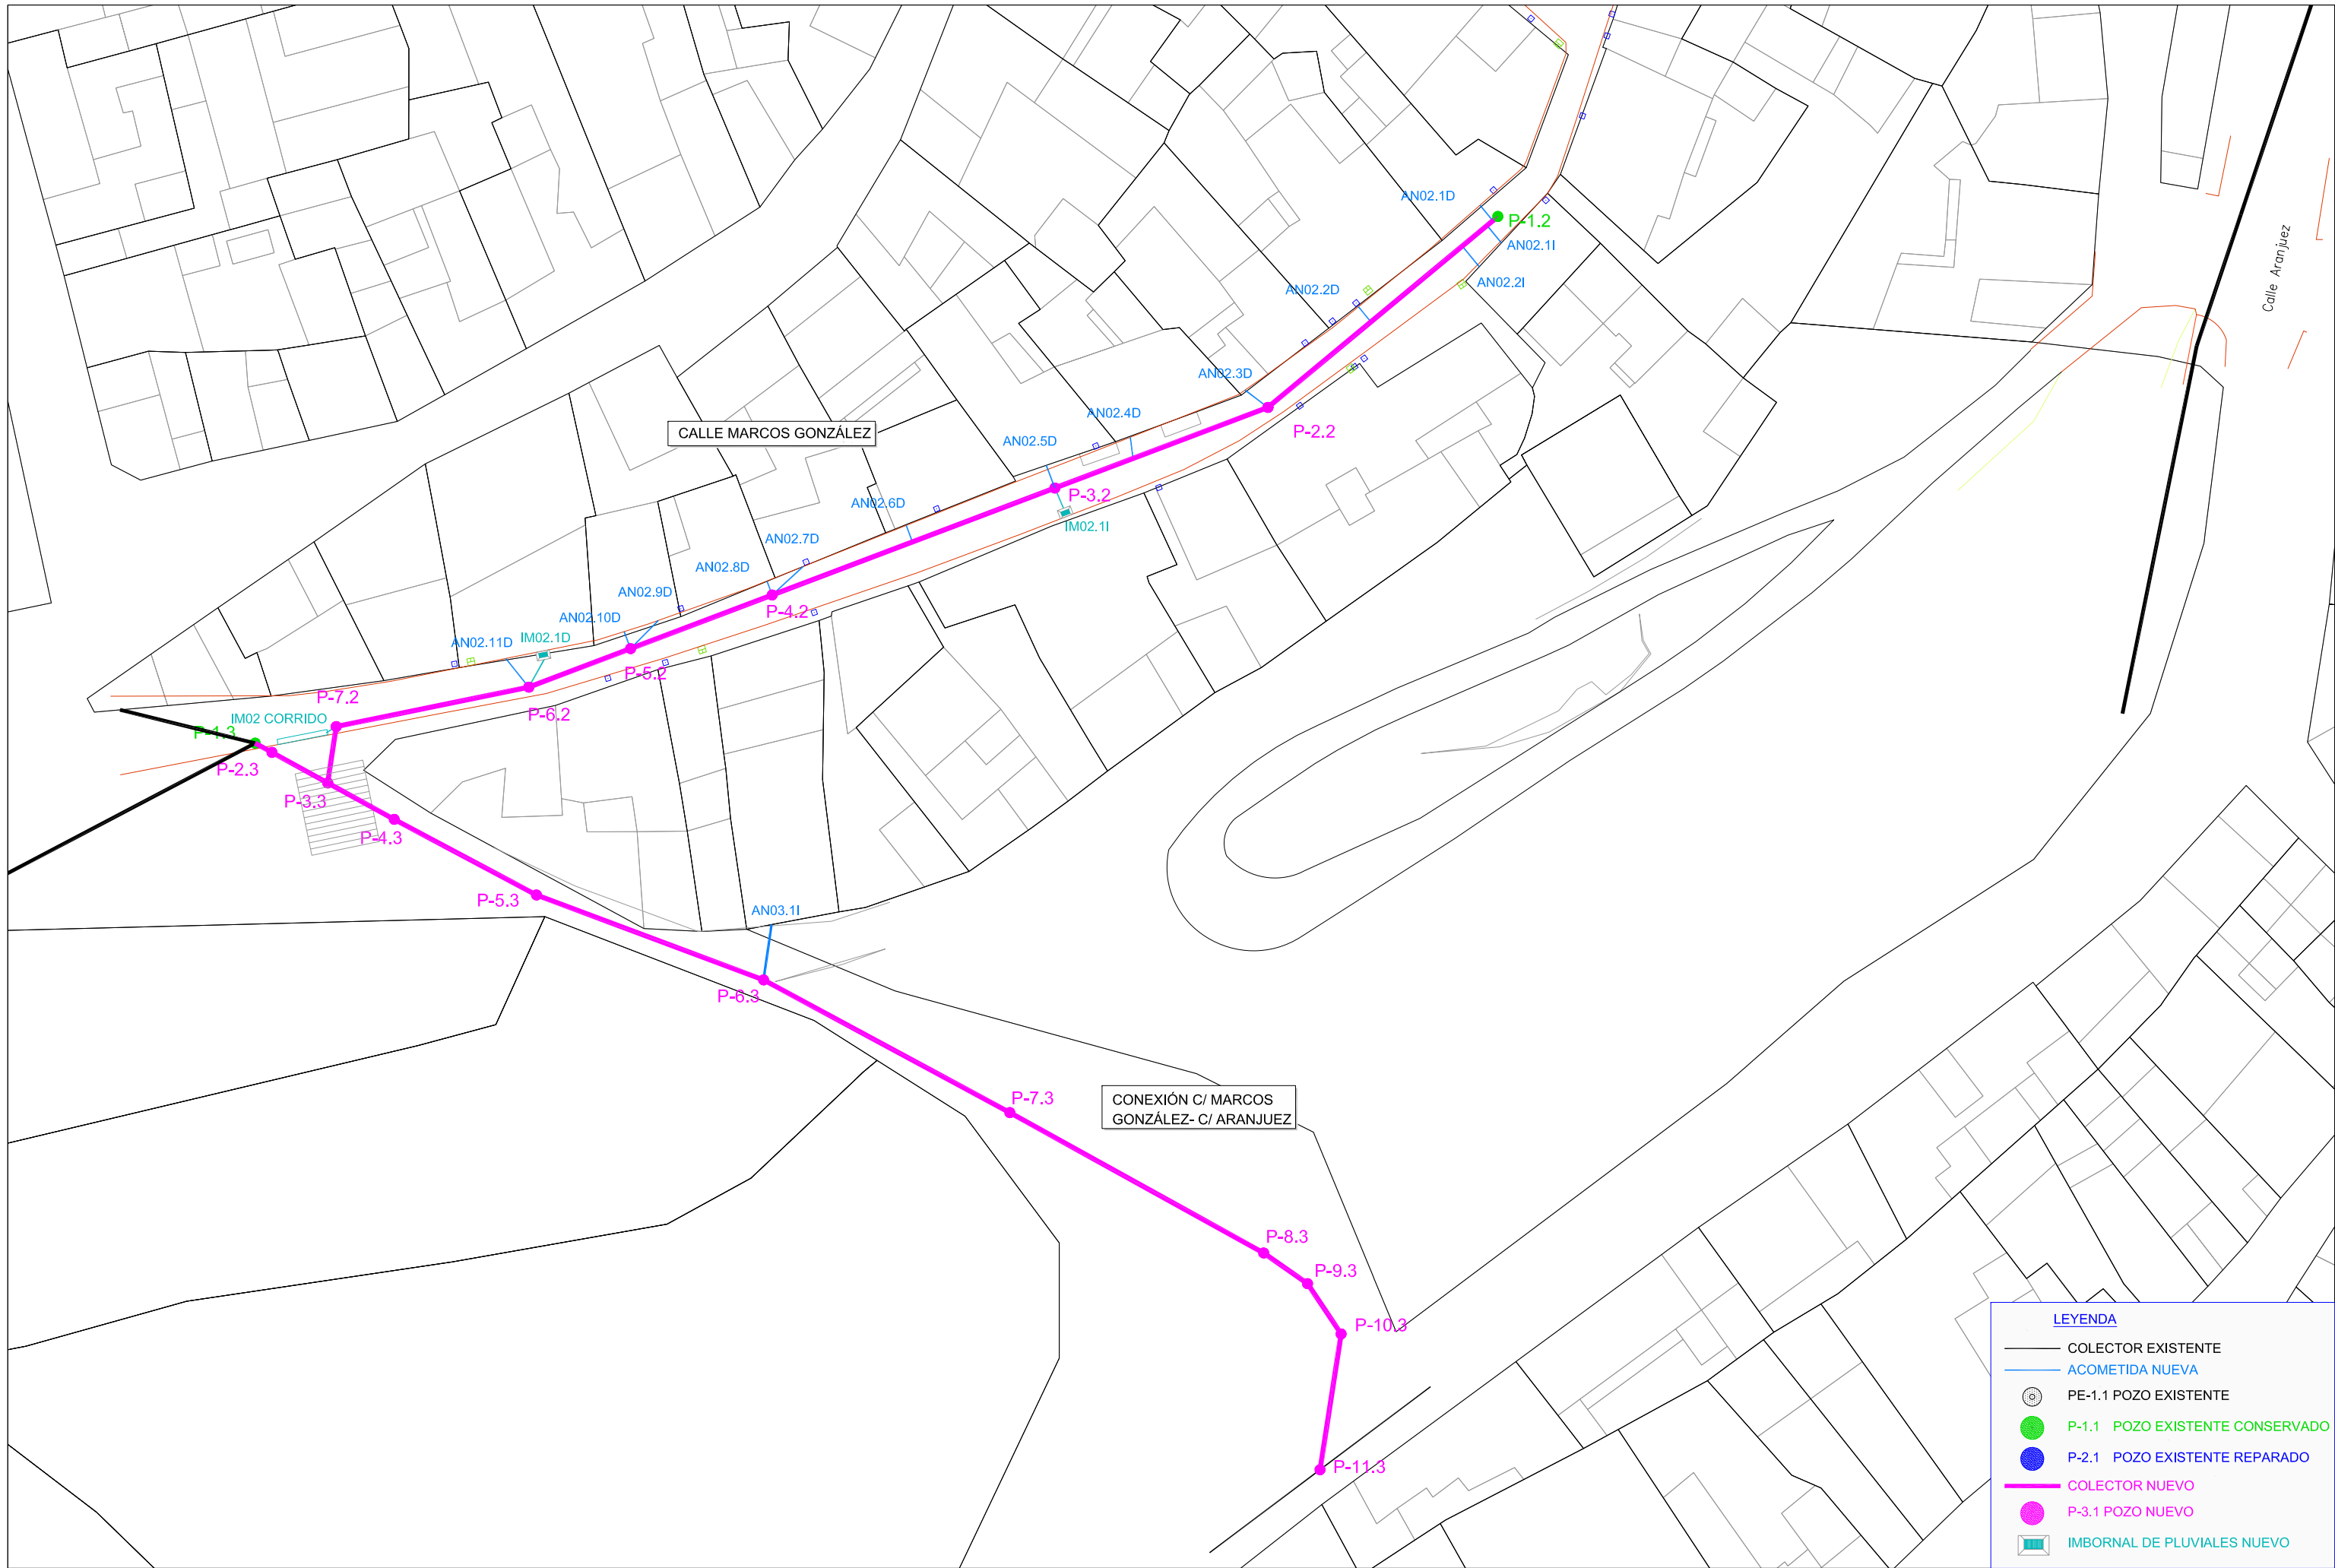 AN02.1D
P-1.2
AN02.1I
AN02.2I
AN02.2D
Calle Aranjuez
AN02.3D
P-2.2
AN02.4D
CALLE MARCOS GONZÁLEZ
AN02.5D
P-3.2
IM02.1I
AN02.6D
AN02.7D
AN02.8D
P-4.2
AN02.9D
AN02.10D
IM02.1D
AN02.11D
P-5.2
P-6.2
P-7.2
IM02 CORRIDO
P-1.3
P-2.3
P-3.3
P-4.3
P-5.3
AN03.1I
P-6.3
P-7.3
CONEXIÓN C/ MARCOS
GONZÁLEZ- C/ ARANJUEZ
P-8.3
P-9.3
P-10.3
P-11.3
LEYENDA
COLECTOR EXISTENTE
ACOMETIDA NUEVA
PE-1.1 POZO EXISTENTE
P-1.1 POZO EXISTENTE CONSERVADO
P-2.1 POZO EXISTENTE REPARADO
COLECTOR NUEVO
P-3.1 POZO NUEVO
IMBORNAL DE PLUVIALES NUEVO